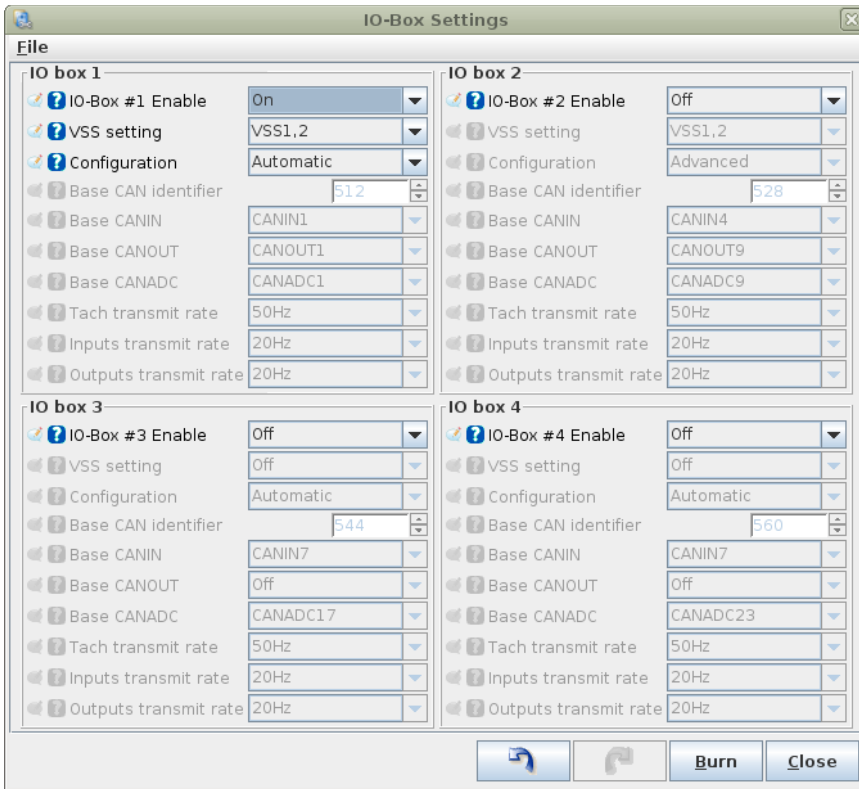 IO-Box Settings
File
IO box 1
IO-Box #1 Enable On
VSS setting VSS1,2
Configuration Automatic
Base CAN identifier 512
Base CANIN CANIN1
Base CANOUT CANOUT1
Base CANADC CANADC1
Tach transmit rate 50Hz
Inputs transmit rate 20Hz
Outputs transmit rate 20Hz
IO box 2
IO-Box #2 Enable Off
VSS setting VSS1,2
Configuration Advanced
Base CAN identifier 528
Base CANIN CANIN4
Base CANOUT CANOUT9
Base CANADC CANADC9
Tach transmit rate 50Hz
Inputs transmit rate 20Hz
Outputs transmit rate 20Hz
IO box 3
IO-Box #3 Enable Off
VSS setting Off
Configuration Automatic
Base CAN identifier 544
Base CANIN CANIN7
Base CANOUT Off
Base CANADC CANADC17
Tach transmit rate 50Hz
Inputs transmit rate 20Hz
Outputs transmit rate 20Hz
IO box 4
IO-Box #4 Enable Off
VSS setting Off
Configuration Automatic
Base CAN identifier 560
Base CANIN CANIN7
Base CANOUT Off
Base CANADC CANADC23
Tach transmit rate 50Hz
Inputs transmit rate 20Hz
Outputs transmit rate 20Hz
Burn Close